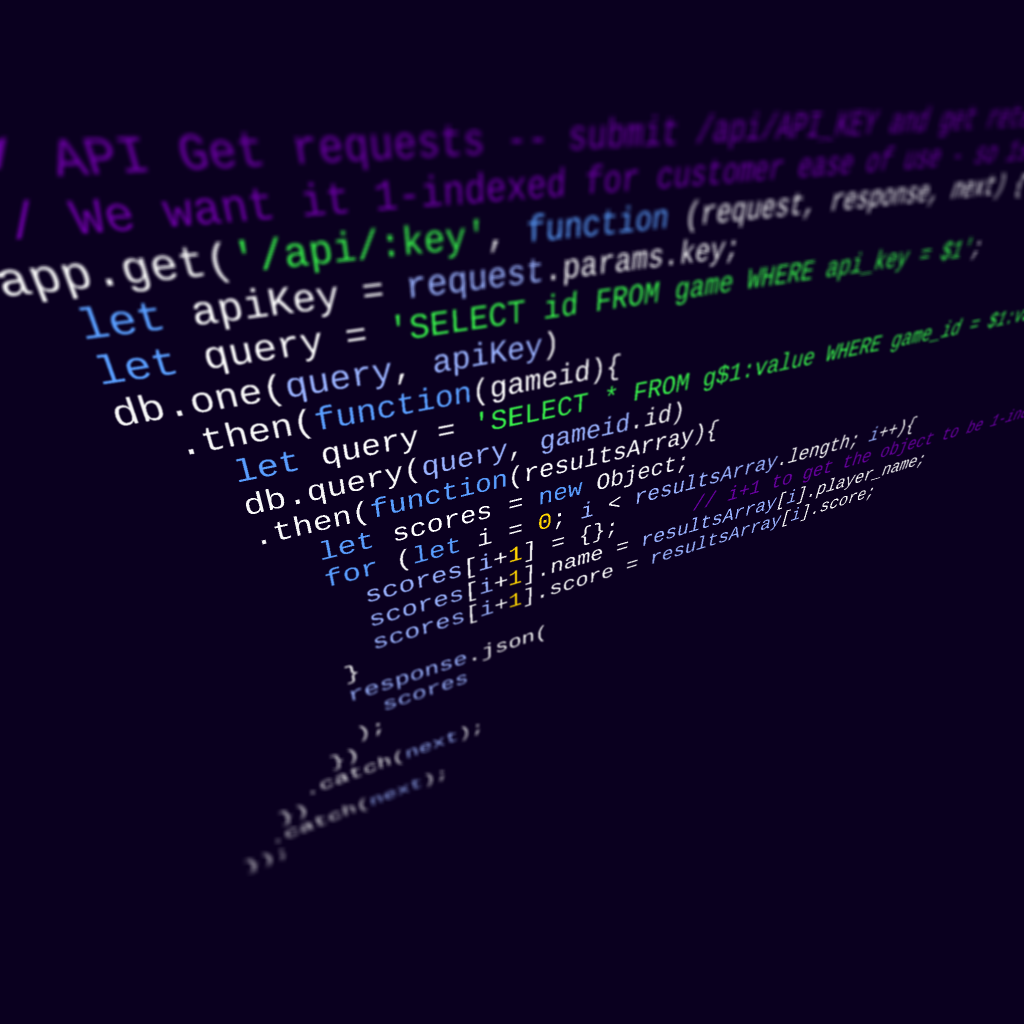 / API Get requests -- submit /api/API_KEY and get
/ We want it 1-indexed for customer ease of use - so
app.get('/api/:key', function (request, response, next) {
let apiKey = request.params.key;
let query = 'SELECT id FROM game WHERE api_key = $1';
db.one(query, apiKey)
.then(function(gameid){
let query = 'SELECT * FROM g$1:value WHERE game_id = $1:v
db.query(query, gameid.id)
.then(function(resultsArray){
let scores = new Object;
for (let i = 0; i < resultsArray.length; i++){
scores[i+1] = {}; // i+1 to get the object to be 1-in
scores[i+1].name = resultsArray[i].player_name;
scores[i+1].score = resultsArray[i].score;
}
response.json(
scores
);
})
.catch(next);
})
.catch(next);
});